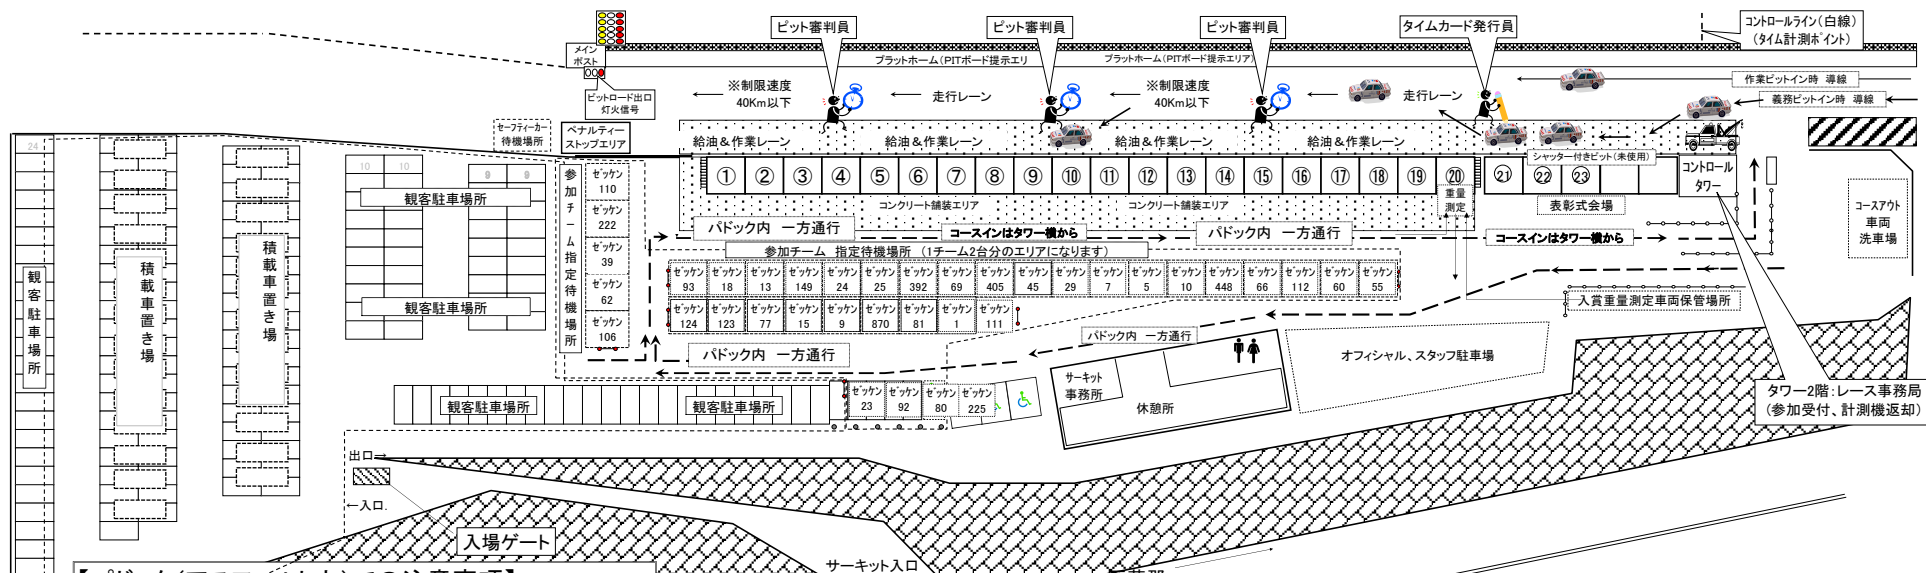 ピット審判員
ピット審判員
ピット審判員
タイムカード発行員
コントロールライン(白線)
(タイム計測ポイント)
メイン
ポスト
プラットホーム(PITボード提示エリ
プラットホーム(PITボード提示エリア)
ピットロード出口
灯火信号
※制限速度
40Km以下
走行レーン
※制限速度
40Km以下
走行レーン
作業ピットイン時 導線
義務ピットイン時 導線
セーフティーカー
待機場所
ペナルティー
ストップエリア
給油&作業レーン
給油&作業レーン
給油&作業レーン
給油&作業レーン
シャッター付きピット(未使用)
コントロール
タワー
① ② ③ ④ ⑤ ⑥ ⑦ ⑧ ⑨ ⑩ ⑪ ⑫ ⑬ ⑭ ⑮ ⑯ ⑰ ⑱ ⑲ ⑳ ㉑ ㉒ ㉓
重量
測定
コンクリート舗装エリア
コンクリート舗装エリア
表彰式会場
コースアウト
車両
洗車場
24
10 10
9 9
観客駐車場所
観客駐車場所
観客駐車場所
積載車置き場
積載車置き場
参加チーム指定待機場所
ゼッケン
110
ゼッケン
222
ゼッケン
39
ゼッケン
62
ゼッケン
106
パドック内 一方通行
コースインはタワー横から
パドック内 一方通行
コースインはタワー横から
参加チーム 指定待機場所 (1チーム2台分のエリアになります)
ゼッケン ゼッケン ゼッケン ゼッケン ゼッケン ゼッケン ゼッケン ゼッケン ゼッケン ゼッケン ゼッケン ゼッケン ゼッケン ゼッケン ゼッケン ゼッケン ゼッケン ゼッケン ゼッケン
93 18 13 149 24 25 392 69 405 45 29 7 5 10 448 66 112 60 55
ゼッケン ゼッケン ゼッケン ゼッケン ゼッケン ゼッケン ゼッケン ゼッケン ゼッケン
124 123 77 15 9 870 81 1 111
入賞重量測定車両保管場所
パドック内 一方通行
パドック内 一方通行
オフィシャル、スタッフ駐車場
サーキット
事務所
休憩所
タワー2階:レース事務局
(参加受付、計測機返却)
観客駐車場所
観客駐車場所
ゼッケン ゼッケン ゼッケン ゼッケン
23 92 80 225
出口→
←入口.
入場ゲート
サーキット入口